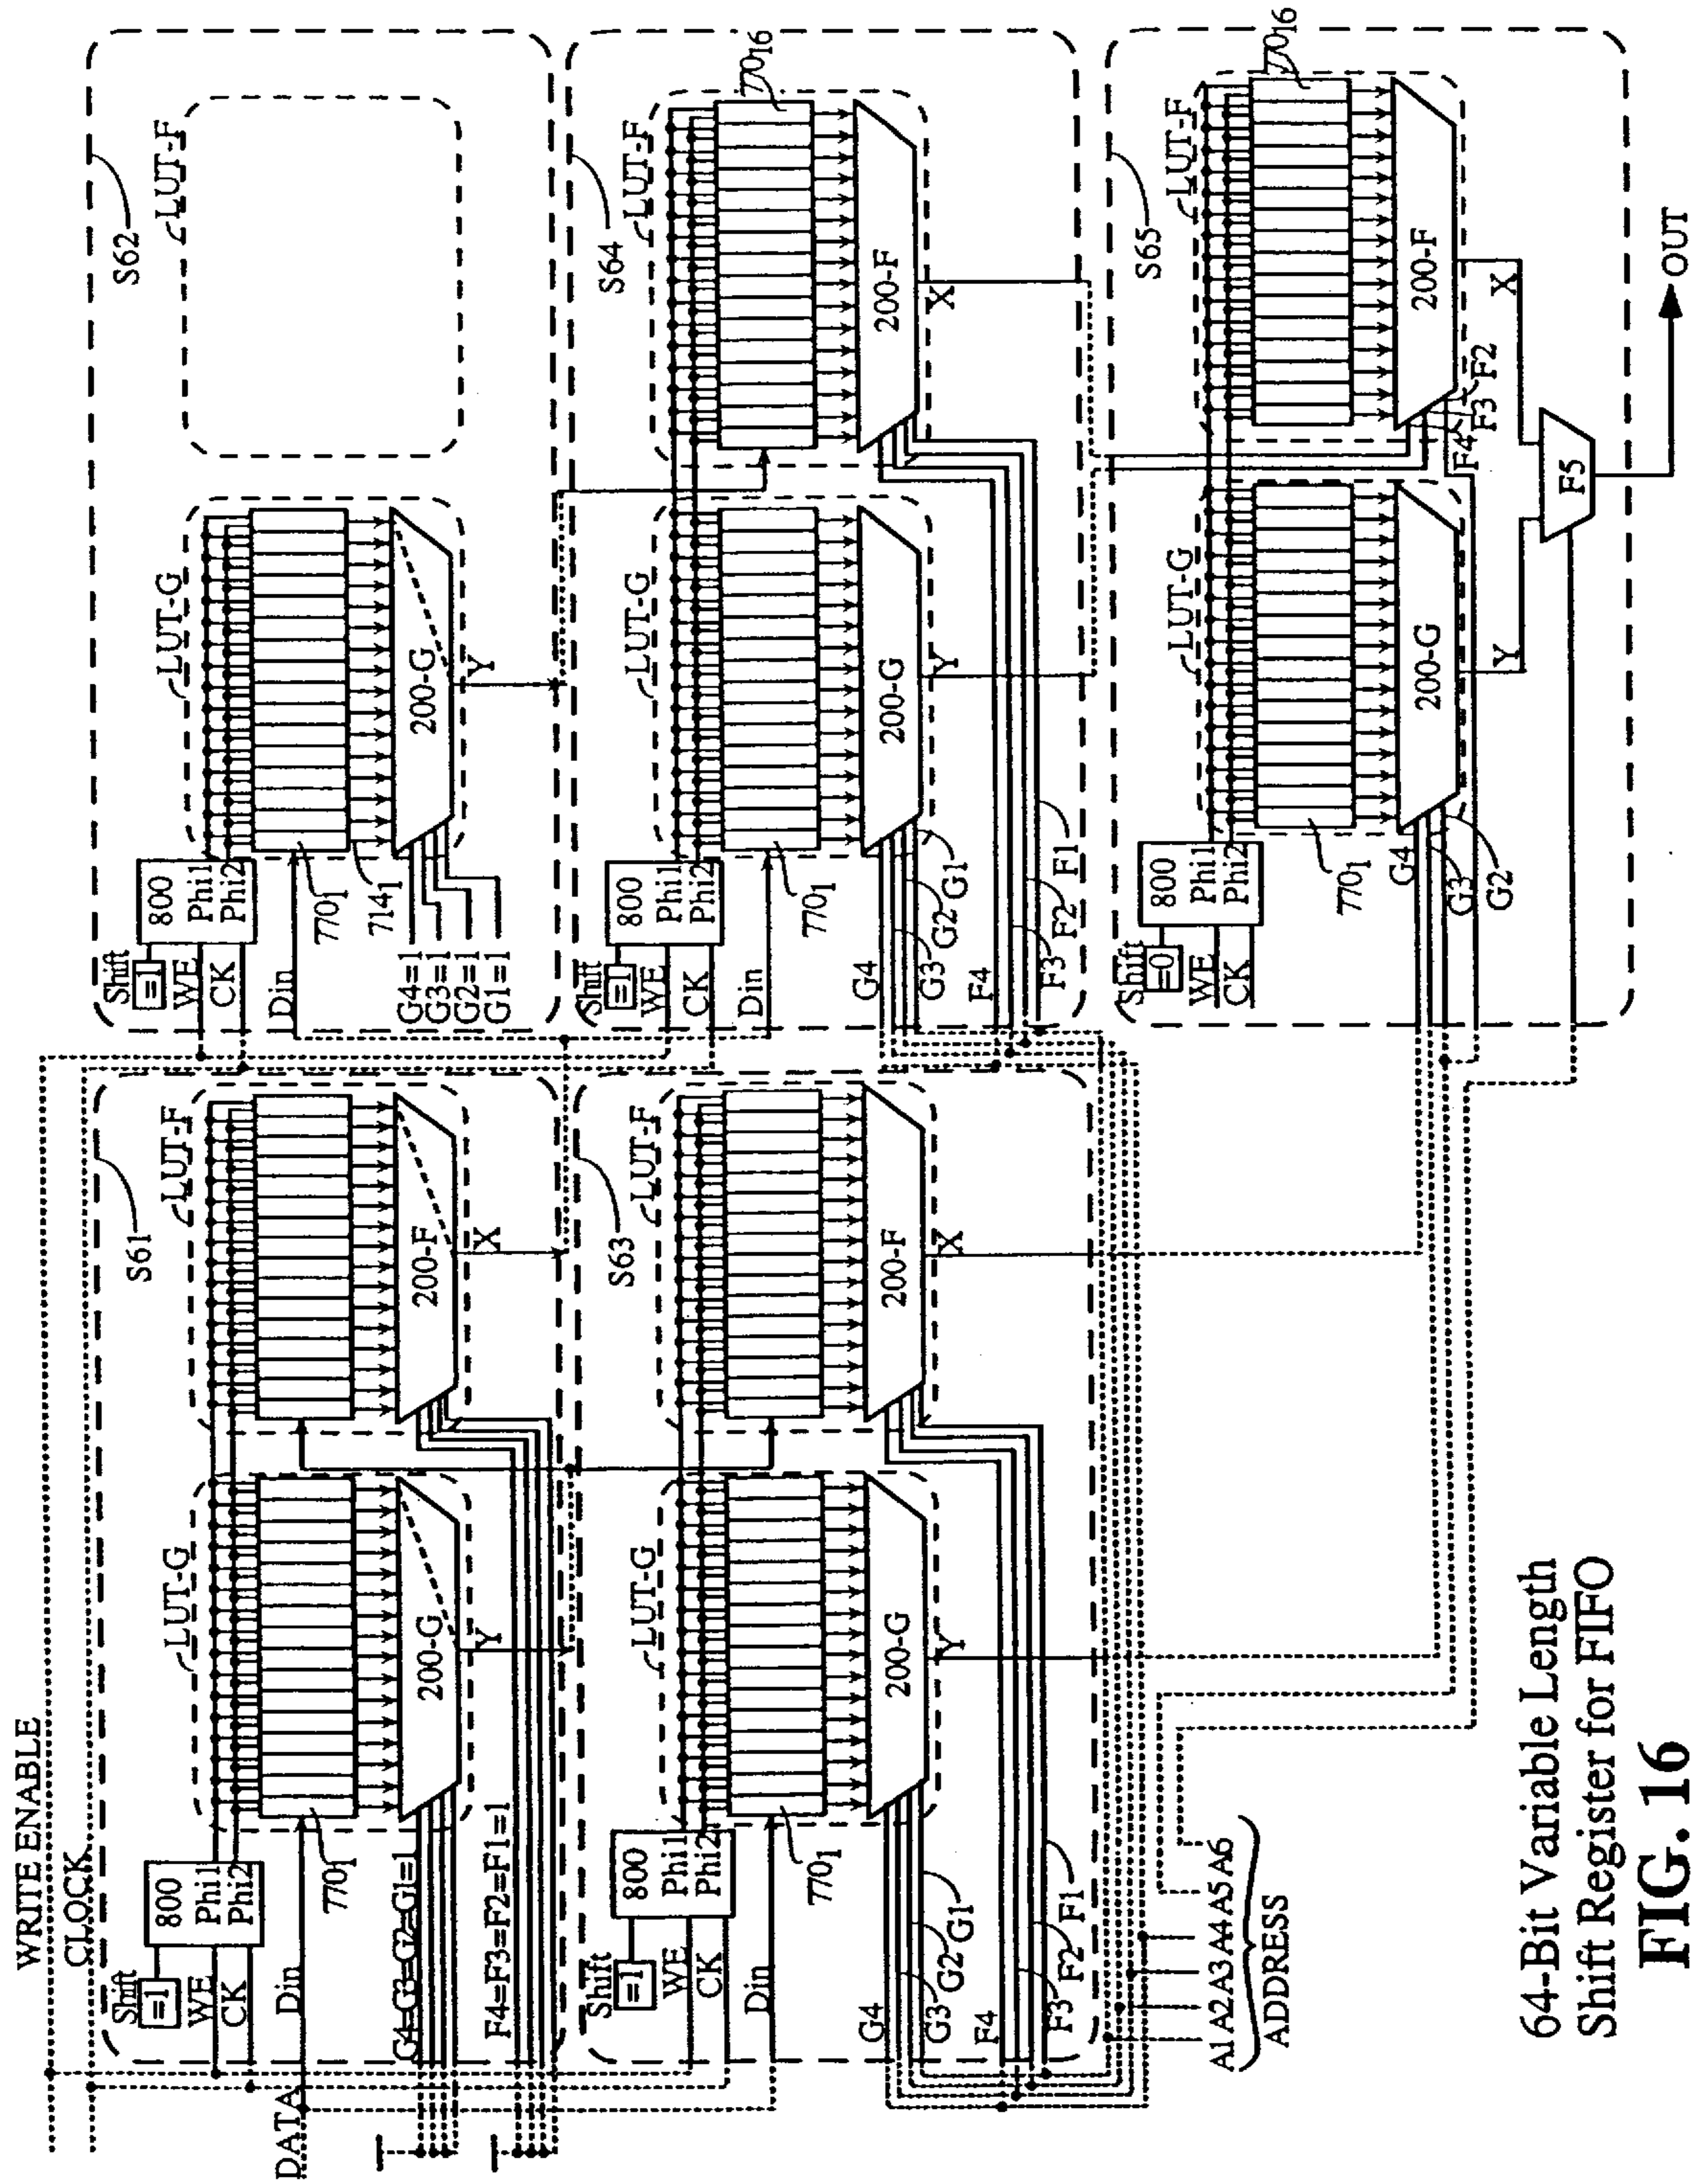 WRITE ENABLE
CLOCK
DATA
S61
LUT-G
LUT-F
Shift
=1
WE
CK
800
Phi1
Phi2
Din
770₁
200-G
200-F
Y
X
G4=G3=G2=G1=1
F4=F3=F2=F1=1
S62
LUT-G
LUT-F
Shift
=1
WE
CK
800
Phi1
Phi2
Din
770₁
714₁
200-G
Y
G4=1
G3=1
G2=1
G1=1
S63
LUT-G
LUT-F
Shift
=1
WE
CK
800
Phi1
Phi2
Din
770₁
200-G
200-F
Y
X
G4
G3
G2
G1
F4
F3
F2
F1
S64
LUT-G
LUT-F
Shift
=1
WE
CK
800
Phi1
Phi2
Din
770₁
770₁₆
200-G
200-F
Y
X
G4
G3
G2
G1
F4
F3
F2
F1
S65
LUT-G
LUT-F
Shift
=0
WE
CK
800
Phi1
Phi2
770₁
770₁₆
200-G
200-F
G4
G3
G2
F4
F3
F2
Y
X
F5
OUT
A1 A2 A3 A4 A5 A6
ADDRESS
64-Bit Variable Length
Shift Register for FIFO
FIG. 16